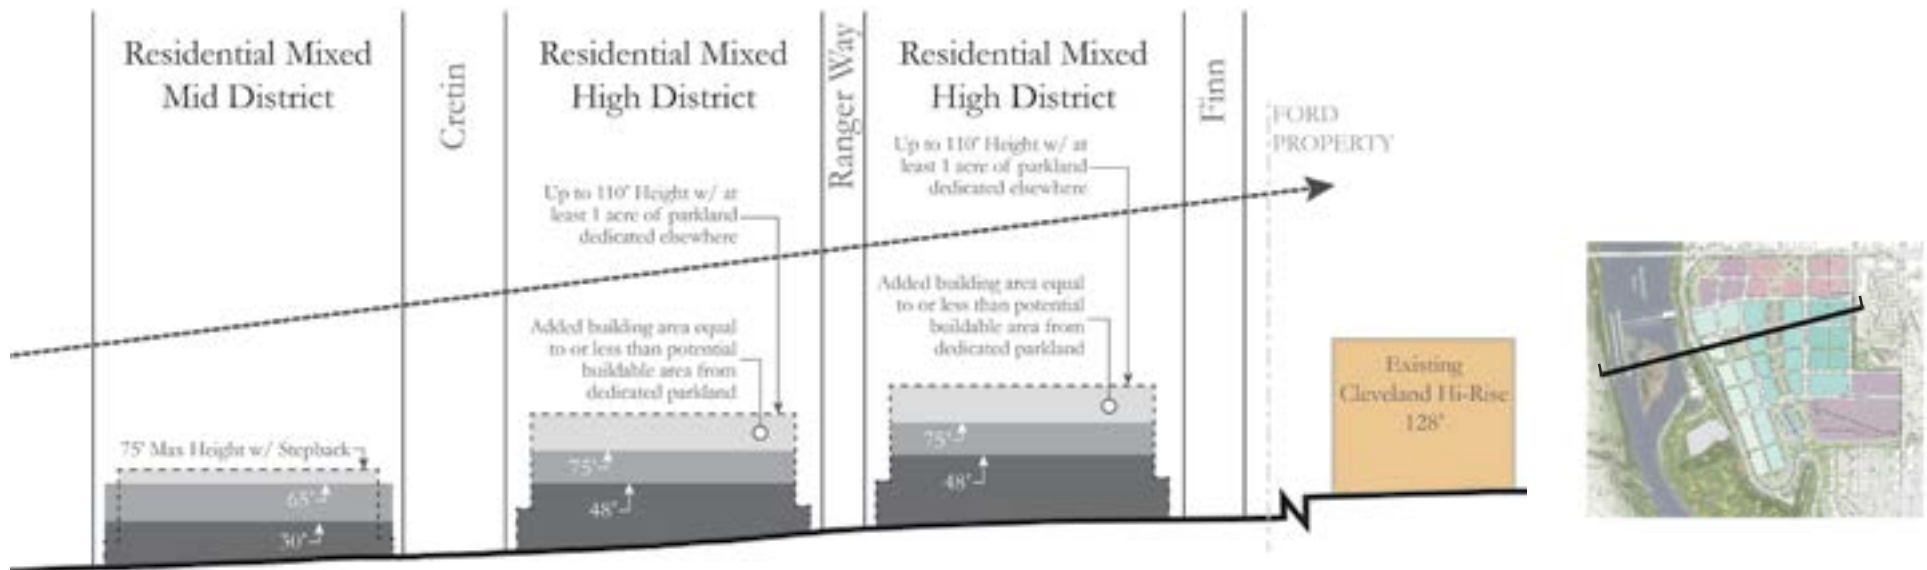 Residential Mixed
Mid District
Cretin
Residential Mixed
High District
Ranger Way
Residential Mixed
High District
Finn
FORD
PROPERTY
Up to 110' Height w/ at
least 1 acre of parkland
dedicated elsewhere
Up to 110' Height w/ at
least 1 acre of parkland
dedicated elsewhere
Added building area equal
to or less than potential
buildable area from
dedicated parkland
Added building area equal
to or less than potential
buildable area from
dedicated parkland
75' Max Height w/ Stepback
65'
30'
75'
48'
75'
48'
Existing
Cleveland Hi-Rise
128'